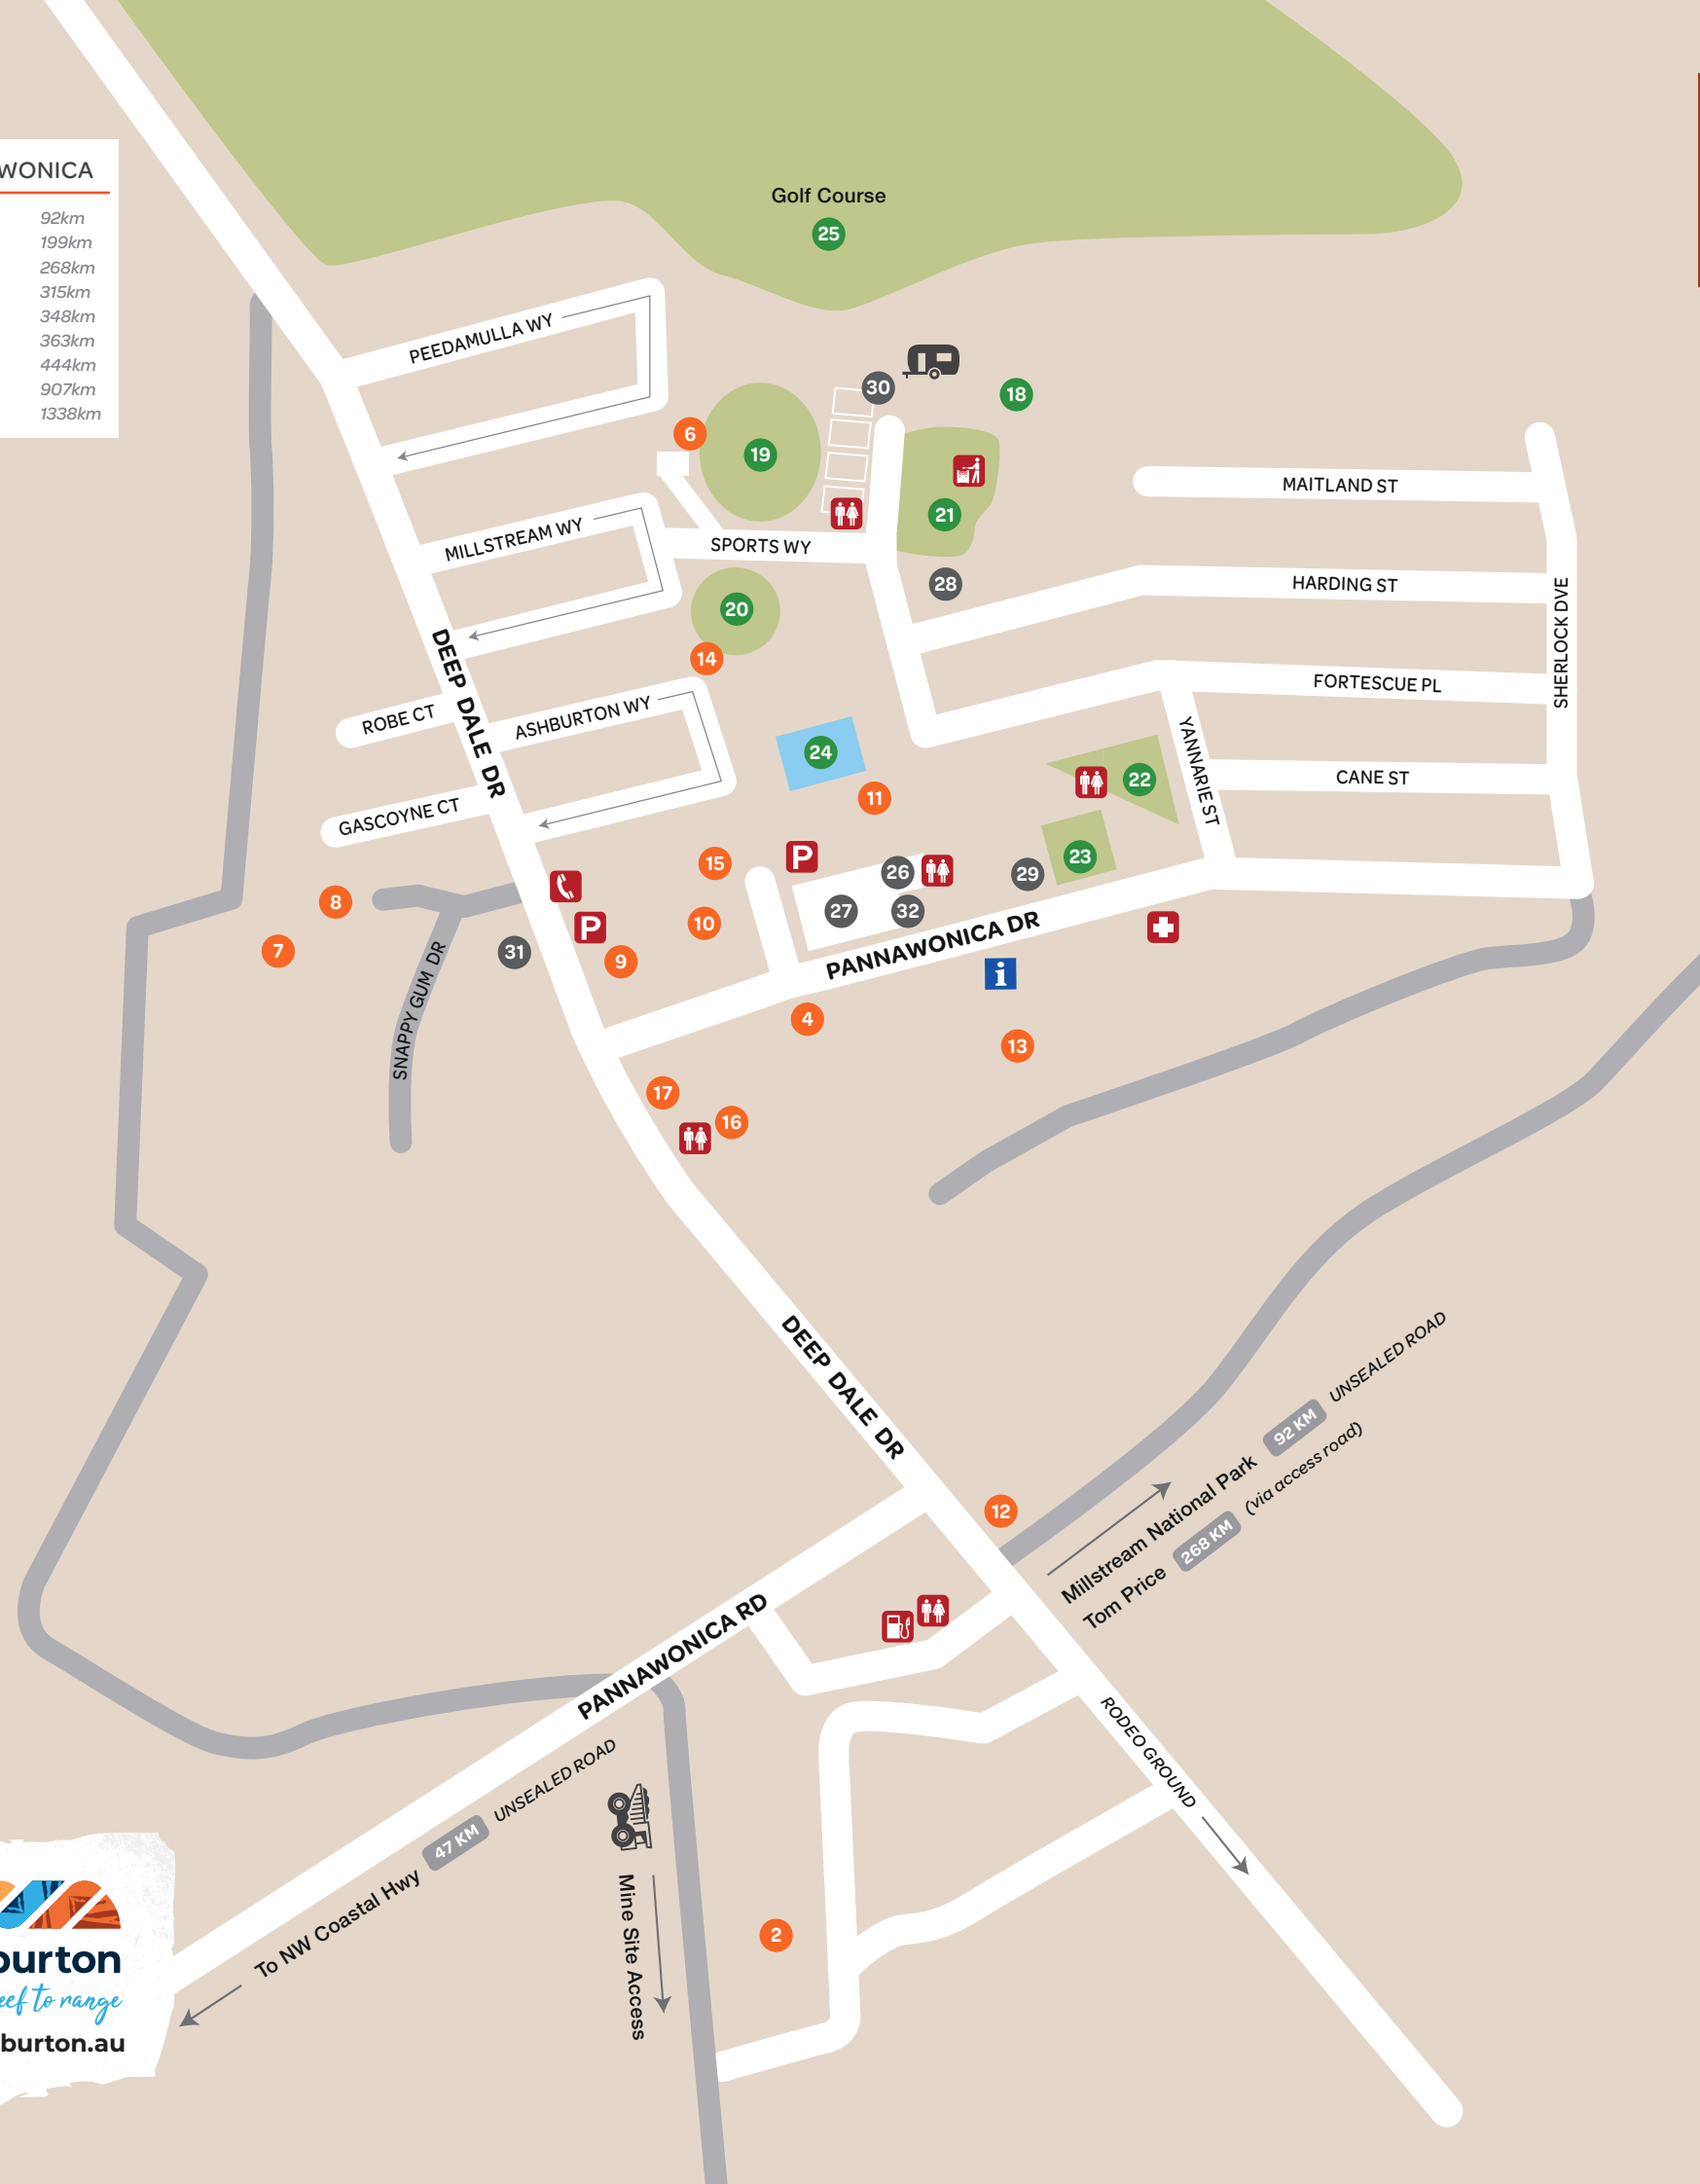 WONICA
92km
199km
268km
315km
348km
363km
444km
907km
1338km
Golf Course
25
PEEDAMULLA WY
30
18
6
19
MAITLAND ST
21
MILLSTREAM WY
SPORTS WY
28
HARDING ST
SHERLOCK DVE
20
14
DEEP DALE DR
FORTESCUE PL
ROBE CT
ASHBURTON WY
YANNARIE ST
24
22
CANE ST
11
GASCOYNE CT
15
P
23
26
29
8
27
32
10
P
PANNAWONICA DR
7
31
9
i
SNAPPY GUM DR
4
13
17
16
DEEP DALE DR
UNSEALED ROAD
92 KM
Millstream National Park
12
(via access road)
268 KM
Tom Price
PANNAWONICA RD
RODEO GROUND
UNSEALED ROAD
47 KM
To NW Coastal Hwy
Mine Site Access
2
burton
eef to range
burton.au